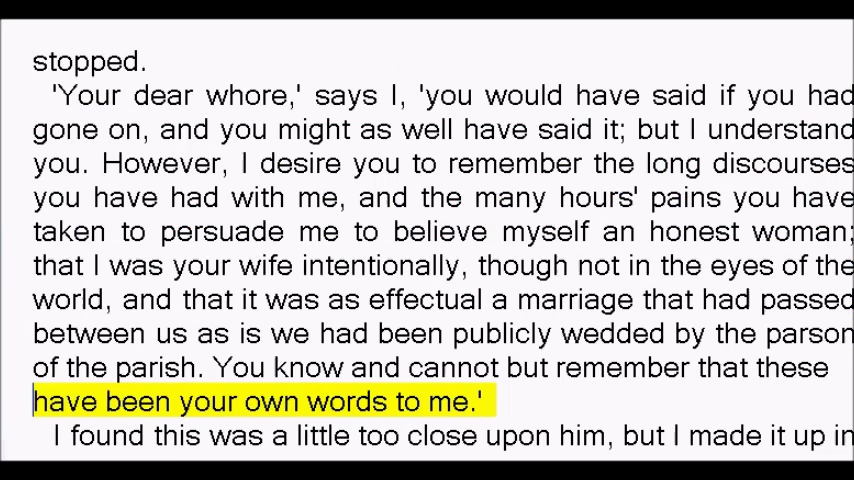 stopped.
'Your dear whore,' says I, 'you would have said if you had
gone on, and you might as well have said it; but I understand
you. However, I desire you to remember the long discourses
you have had with me, and the many hours' pains you have
taken to persuade me to believe myself an honest woman;
that I was your wife intentionally, though not in the eyes of the
world, and that it was as effectual a marriage that had passed
between us as is we had been publicly wedded by the parson
of the parish. You know and cannot but remember that these
have been your own words to me.'
I found this was a little too close upon him, but I made it up in